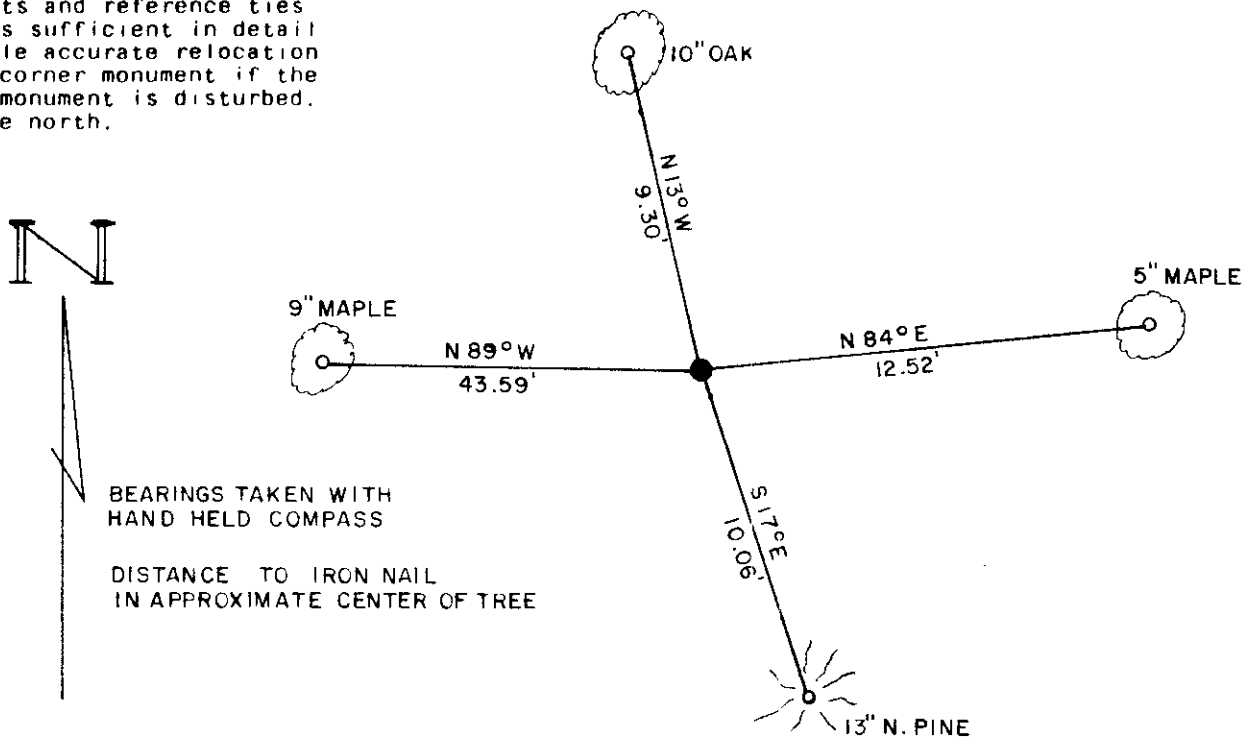 ts and reference ties
s sufficient in detail
le accurate relocation
corner monument if the
monument is disturbed.
e north.
10" OAK
N 13° W
9.30'
N
9" MAPLE
5" MAPLE
N 89° W
43.59'
N 84° E
12.52'
BEARINGS TAKEN WITH
HAND HELD COMPASS
S 17° E
10.06'
DISTANCE TO IRON NAIL
IN APPROXIMATE CENTER OF TREE
13" N. PINE